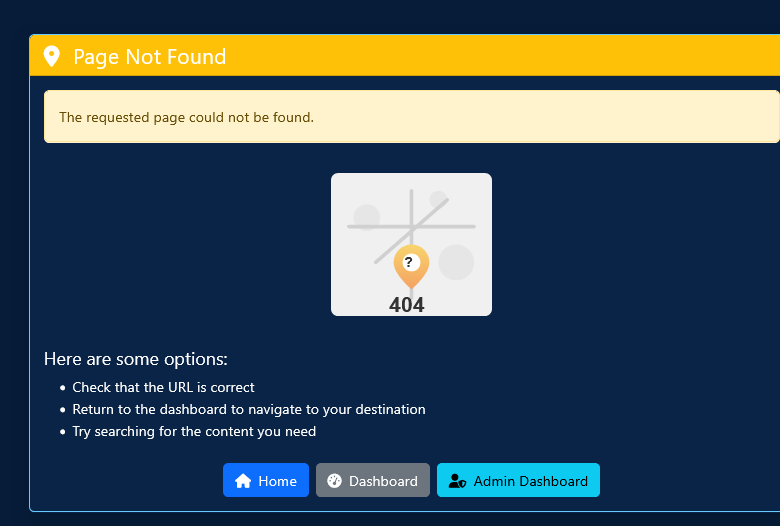 Page Not Found
The requested page could not be found.
?
404
Here are some options:
Check that the URL is correct
Return to the dashboard to navigate to your destination
Try searching for the content you need
Home Dashboard Admin Dashboard